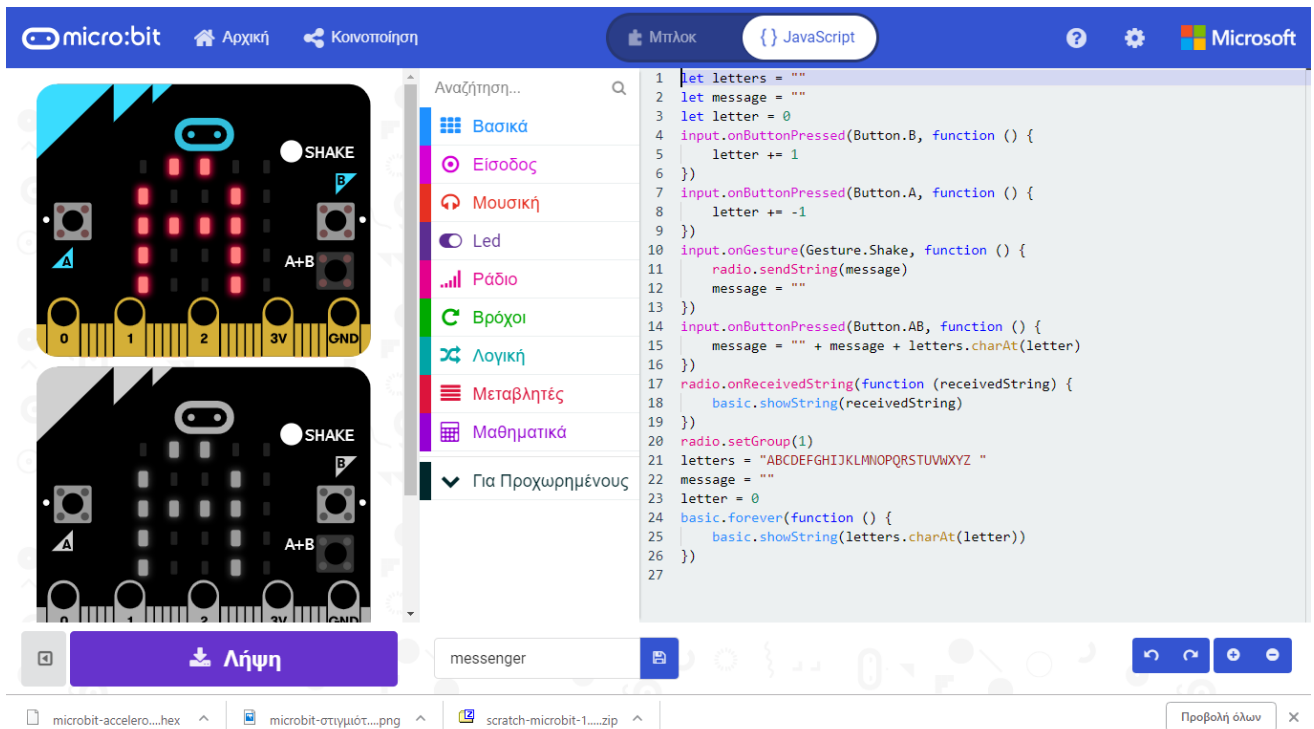 micro:bit Αρχική Κοινοποίηση Μπλοκ { } JavaScript ? Microsoft
SHAKE
B
A
A+B
0 1 2 3V GND
SHAKE
B
A
A+B
0 1 2 3V GND
Αναζήτηση...
Βασικά
Είσοδος
Μουσική
Led
Ράδιο
Βρόχοι
Λογική
Μεταβλητές
Μαθηματικά
Για Προχωρημένους
1 let letters = ""
2 let message = ""
3 let letter = 0
4 input.onButtonPressed(Button.B, function () {
5     letter += 1
6 })
7 input.onButtonPressed(Button.A, function () {
8     letter += -1
9 })
10 input.onGesture(Gesture.Shake, function () {
11     radio.sendString(message)
12     message = ""
13 })
14 input.onButtonPressed(Button.AB, function () {
15     message = "" + message + letters.charAt(letter)
16 })
17 radio.onReceivedString(function (receivedString) {
18     basic.showString(receivedString)
19 })
20 radio.setGroup(1)
21 letters = "ABCDEFGHIJKLMNOPQRSTUVWXYZ "
22 message = ""
23 letter = 0
24 basic.forever(function () {
25     basic.showString(letters.charAt(letter))
26 })
27
Λήψη messenger
microbit-accelero....hex microbit-στιγμιότ....png scratch-microbit-1.....zip Προβολή όλων